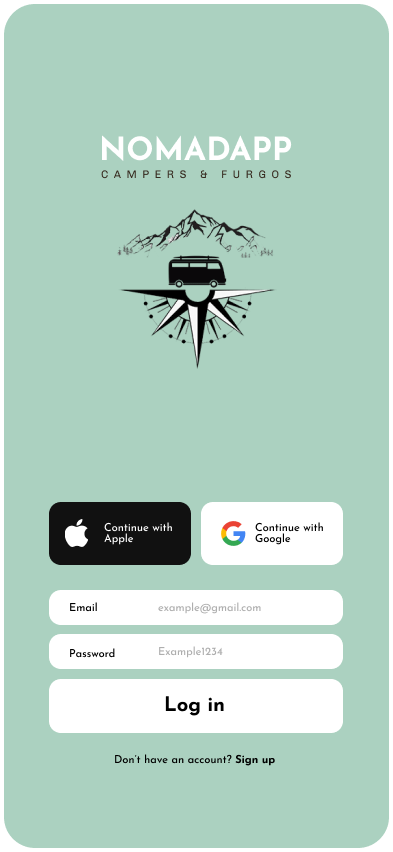 NOMADAPP
CAMPERS & FURGOS
Continue with
Apple
Continue with
Google
Email example@gmail.com
Password Example1234
Log in
Don't have an account? Sign up